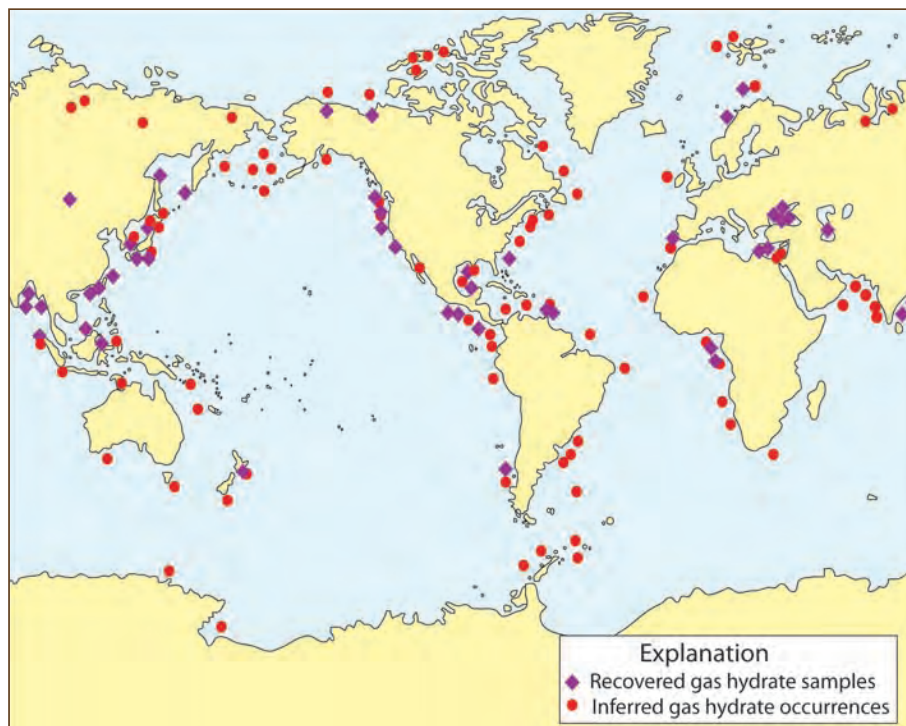 Explanation
Recovered gas hydrate samples
Inferred gas hydrate occurrences